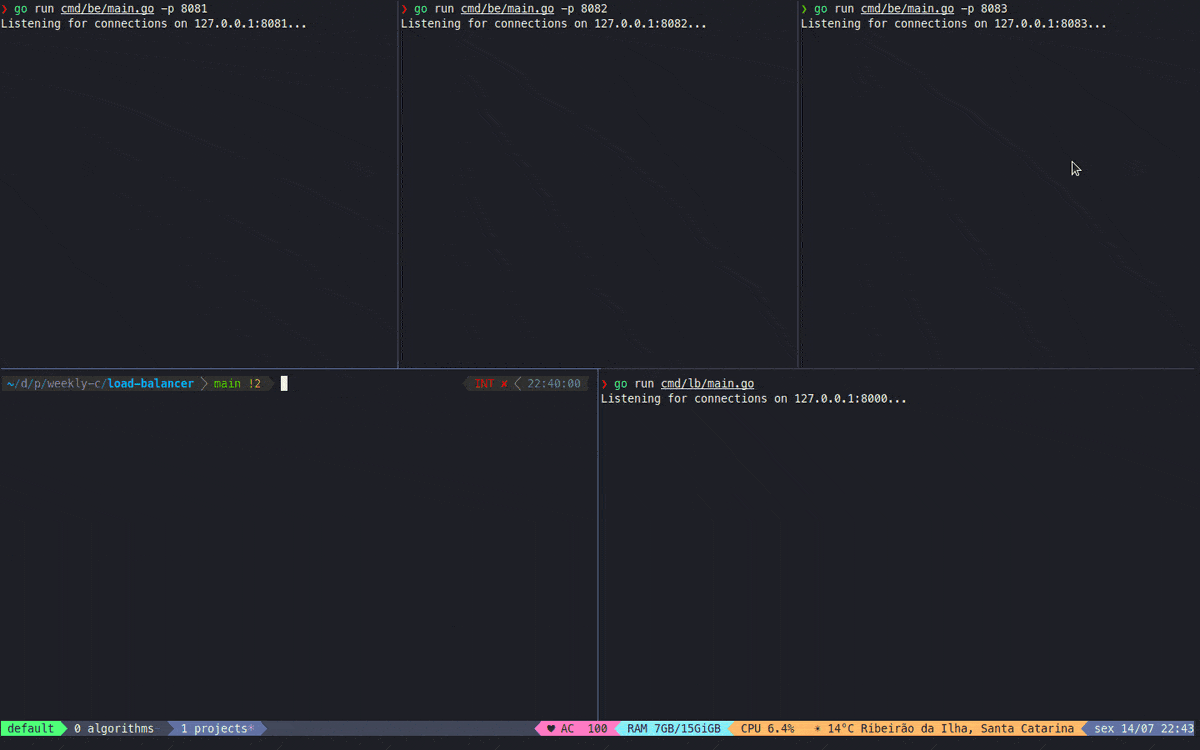 ❯ go run cmd/be/main.go -p 8081
Listening for connections on 127.0.0.1:8081...
❯ go run cmd/be/main.go -p 8082
Listening for connections on 127.0.0.1:8082...
❯ go run cmd/be/main.go -p 8083
Listening for connections on 127.0.0.1:8083...
~/d/p/weekly-c/load-balancer main !2 INT ✘ 22:40:00
❯ go run cmd/lb/main.go
Listening for connections on 127.0.0.1:8000...
default 0 algorithms- 1 projects* ♥ AC 100 RAM 7GB/15GiGB CPU 6.4% ☀ 14°C Ribeirão da Ilha, Santa Catarina sex 14/07 22:43